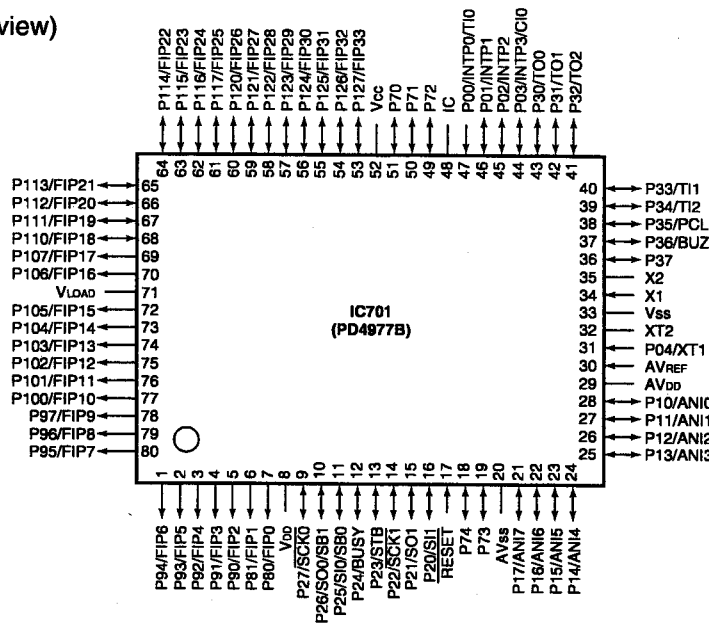 view)
P114/FIP22
P115/FIP23
P116/FIP24
P117/FIP25
P120/FIP26
P121/FIP27
P122/FIP28
P123/FIP29
P124/FIP30
P125/FIP31
P126/FIP32
P127/FIP33
Vcc
P70
P71
P72
IC
P00/INTP0/TI0
P01/INTP1
P02/INTP2
P03/INTP3/CI0
P30/TO0
P31/TO1
P32/TO2
64 63 62 61 60 59 58 57 56 55 54 53 52 51 50 49 48 47 46 45 44 43 42 41
P113/FIP21 65
P112/FIP20 66
P111/FIP19 67
P110/FIP18 68
P107/FIP17 69
P106/FIP16 70
VLOAD 71
P105/FIP15 72
P104/FIP14 73
P103/FIP13 74
P102/FIP12 75
P101/FIP11 76
P100/FIP10 77
P97/FIP9 78
P96/FIP8 79
P95/FIP7 80
IC701
(PD4977B)
40 P33/TI1
39 P34/TI2
38 P35/PCL
37 P36/BUZ
36 P37
35 X2
34 X1
33 Vss
32 XT2
31 P04/XT1
30 AVREF
29 AVDD
28 P10/ANI0
27 P11/ANI1
26 P12/ANI2
25 P13/ANI3
1 2 3 4 5 6 7 8 9 10 11 12 13 14 15 16 17 18 19 20 21 22 23 24
P94/FIP6
P93/FIP5
P92/FIP4
P91/FIP3
P90/FIP2
P81/FIP1
P80/FIP0
VDD
P27/SCK0
P26/SO0/SB1
P25/SI0/SB0
P24/BUSY
P23/STB
P22/SCK1
P21/SO1
P20/SI1
RESET
P74
P73
AVss
P17/ANI7
P16/ANI6
P15/ANI5
P14/ANI4